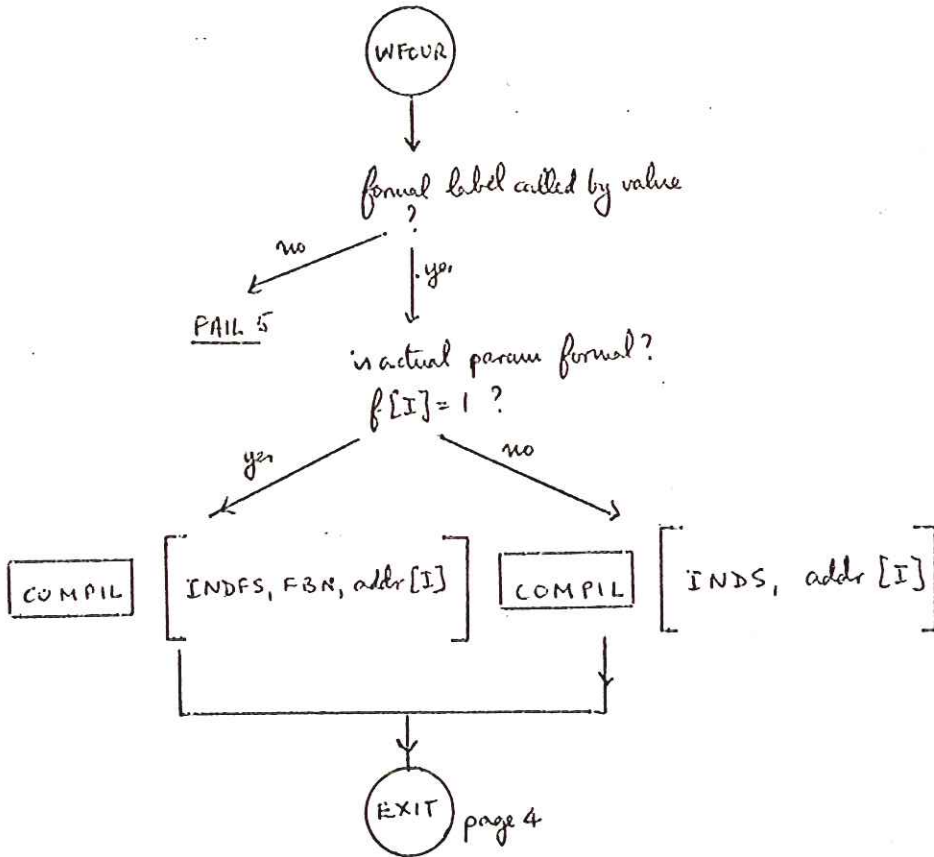 WFOUR
formal label called by value
?
no
yes
FAIL 5
is actual param formal?
f[I] = 1 ?
yes
no
COMPIL [INDFS, FBN, addr[I]]
COMPIL [INDS, addr[I]]
EXIT
page 4